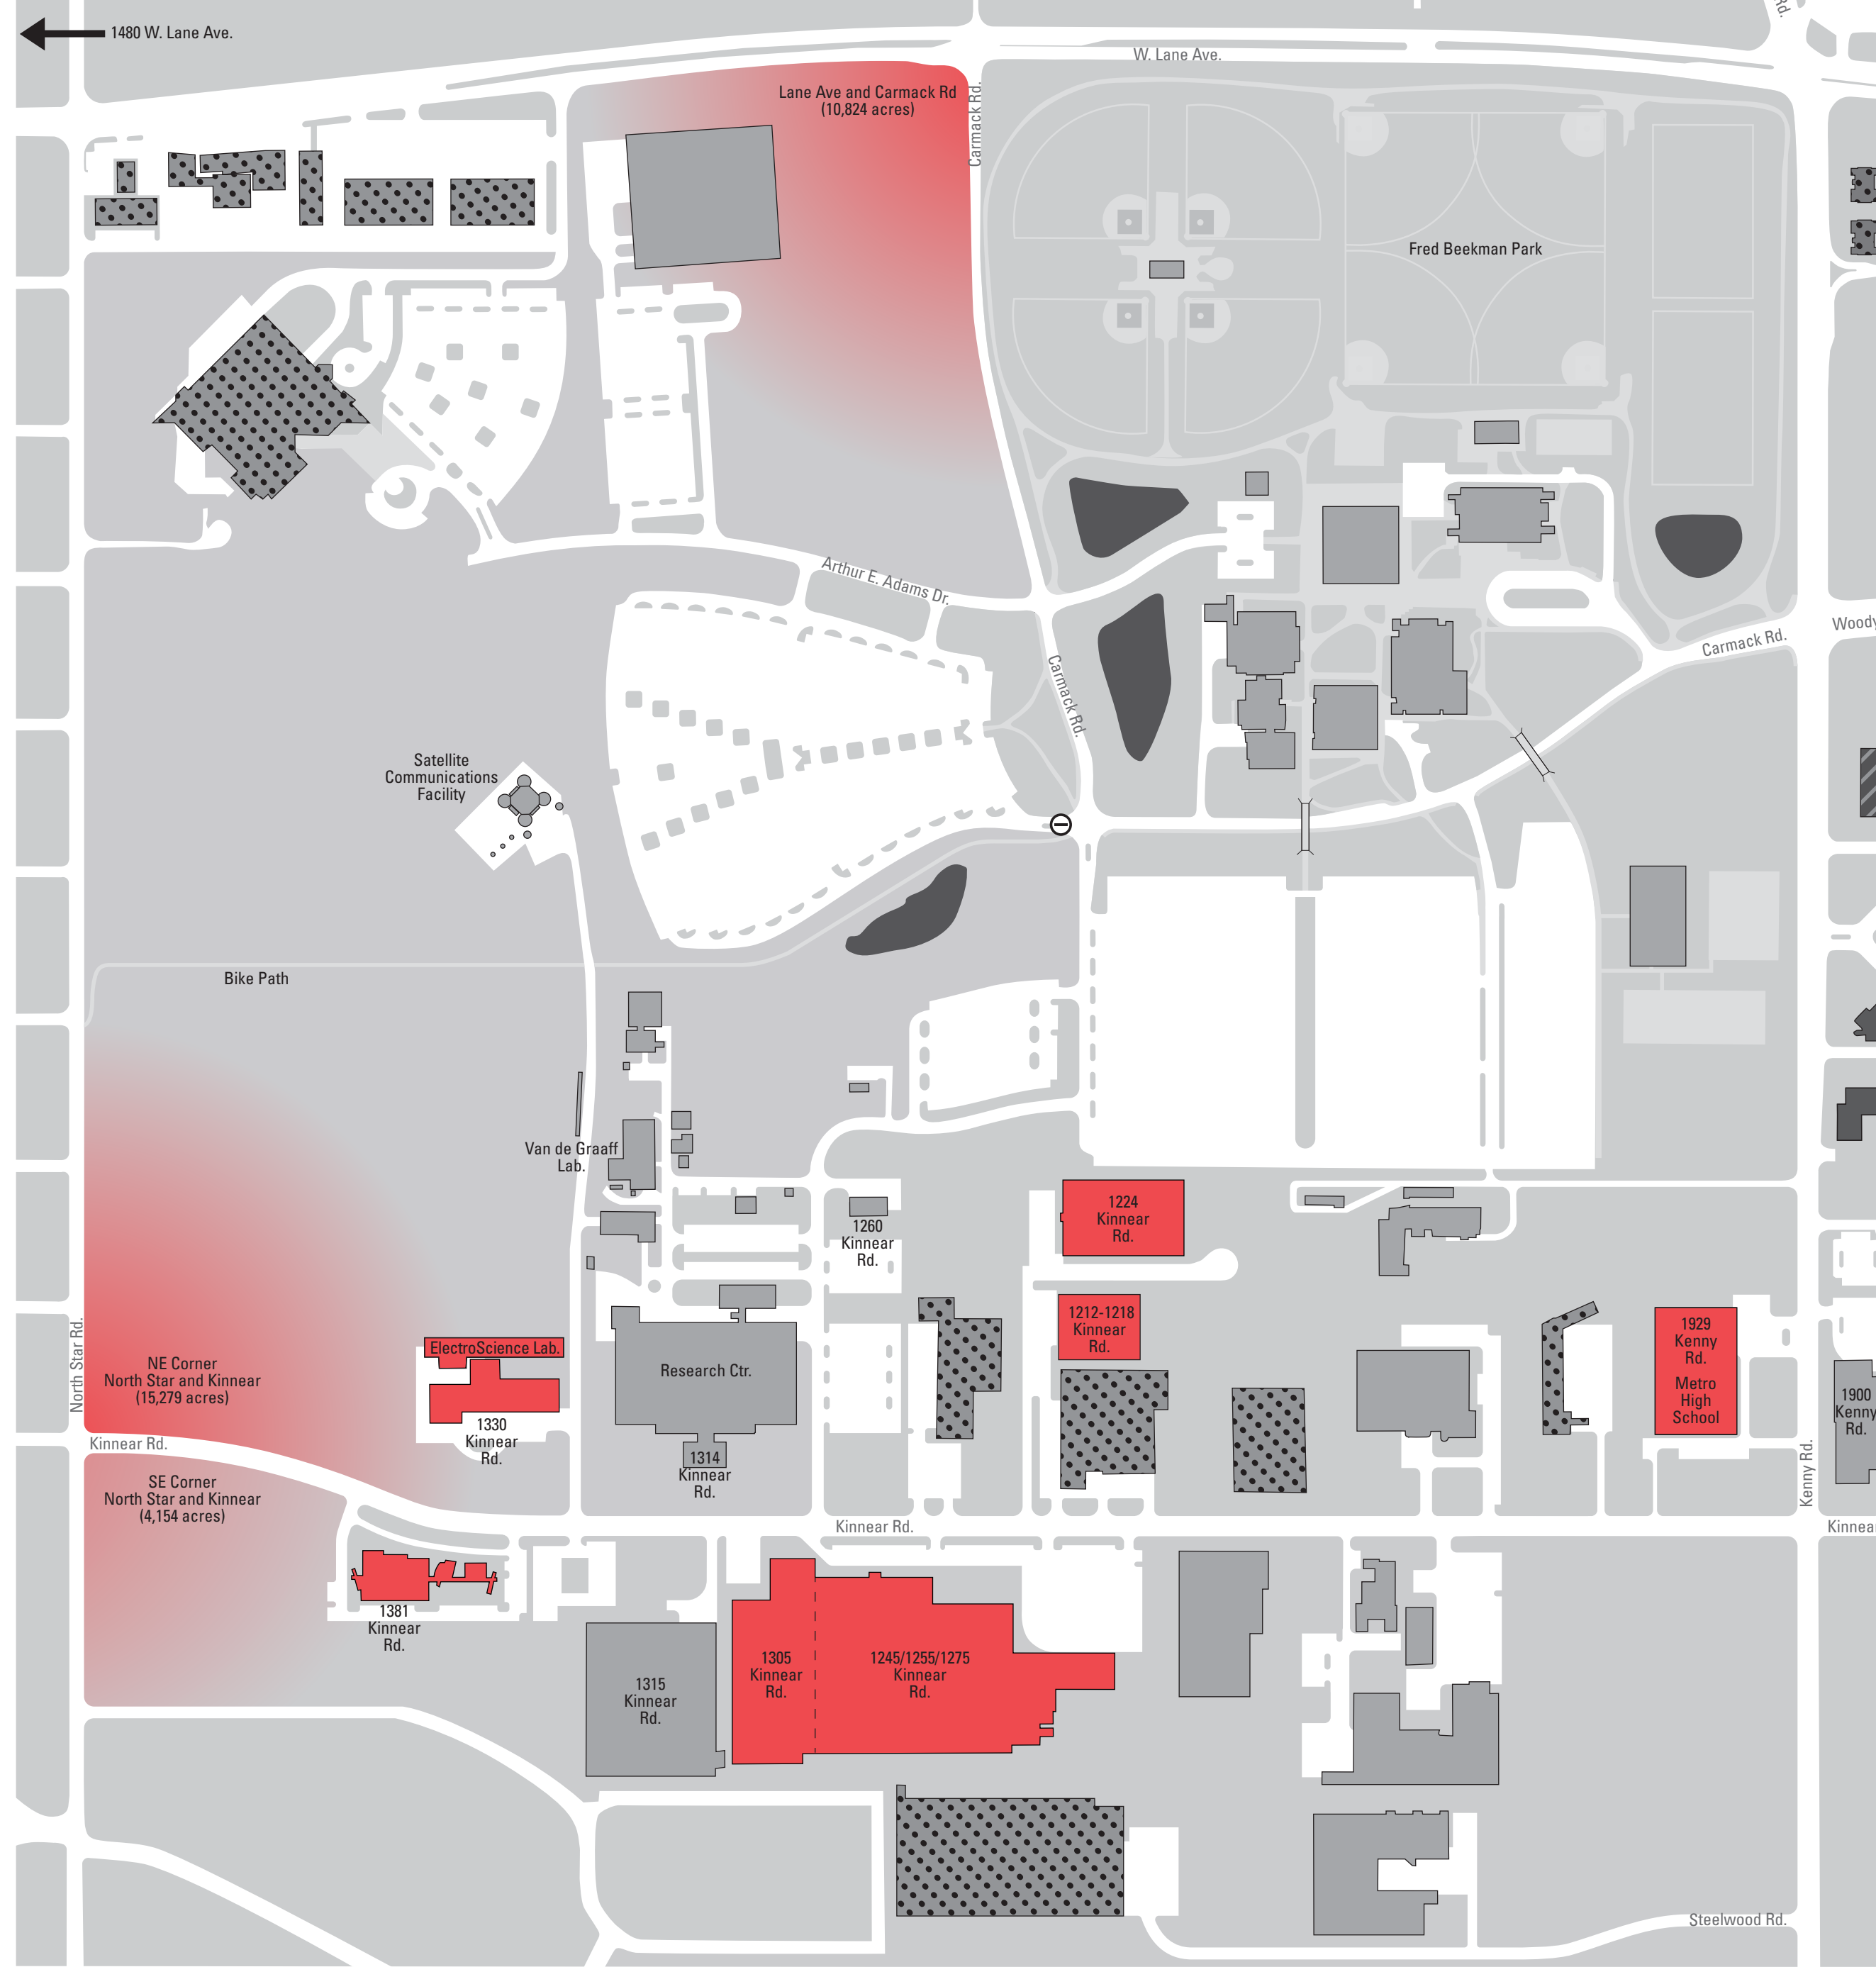 1480 W. Lane Ave.
Rd.
W. Lane Ave.
Lane Ave and Carmack Rd
(10,824 acres)
Carmack Rd.
Fred Beekman Park
Arthur E. Adams Dr.
Woody
Carmack Rd.
Carmack Rd.
Satellite
Communications
Facility
Bike Path
Van de Graaff
Lab.
1224
Kinnear
Rd.
1260
Kinnear
Rd.
1212-1218
Kinnear
Rd.
1929
Kenny
Rd.
Metro
High
School
North Star Rd.
NE Corner
North Star and Kinnear
(15,279 acres)
ElectroScience Lab.
Research Ctr.
1900
Kenny
Rd.
1330
Kinnear
Rd.
Kinnear Rd.
1314
Kinnear
Rd.
Kenny Rd.
SE Corner
North Star and Kinnear
(4,154 acres)
Kinnear Rd.
Kinnea
1381
Kinnear
Rd.
1315
Kinnear
Rd.
1305
Kinnear
Rd.
1245/1255/1275
Kinnear
Rd.
Steelwood Rd.